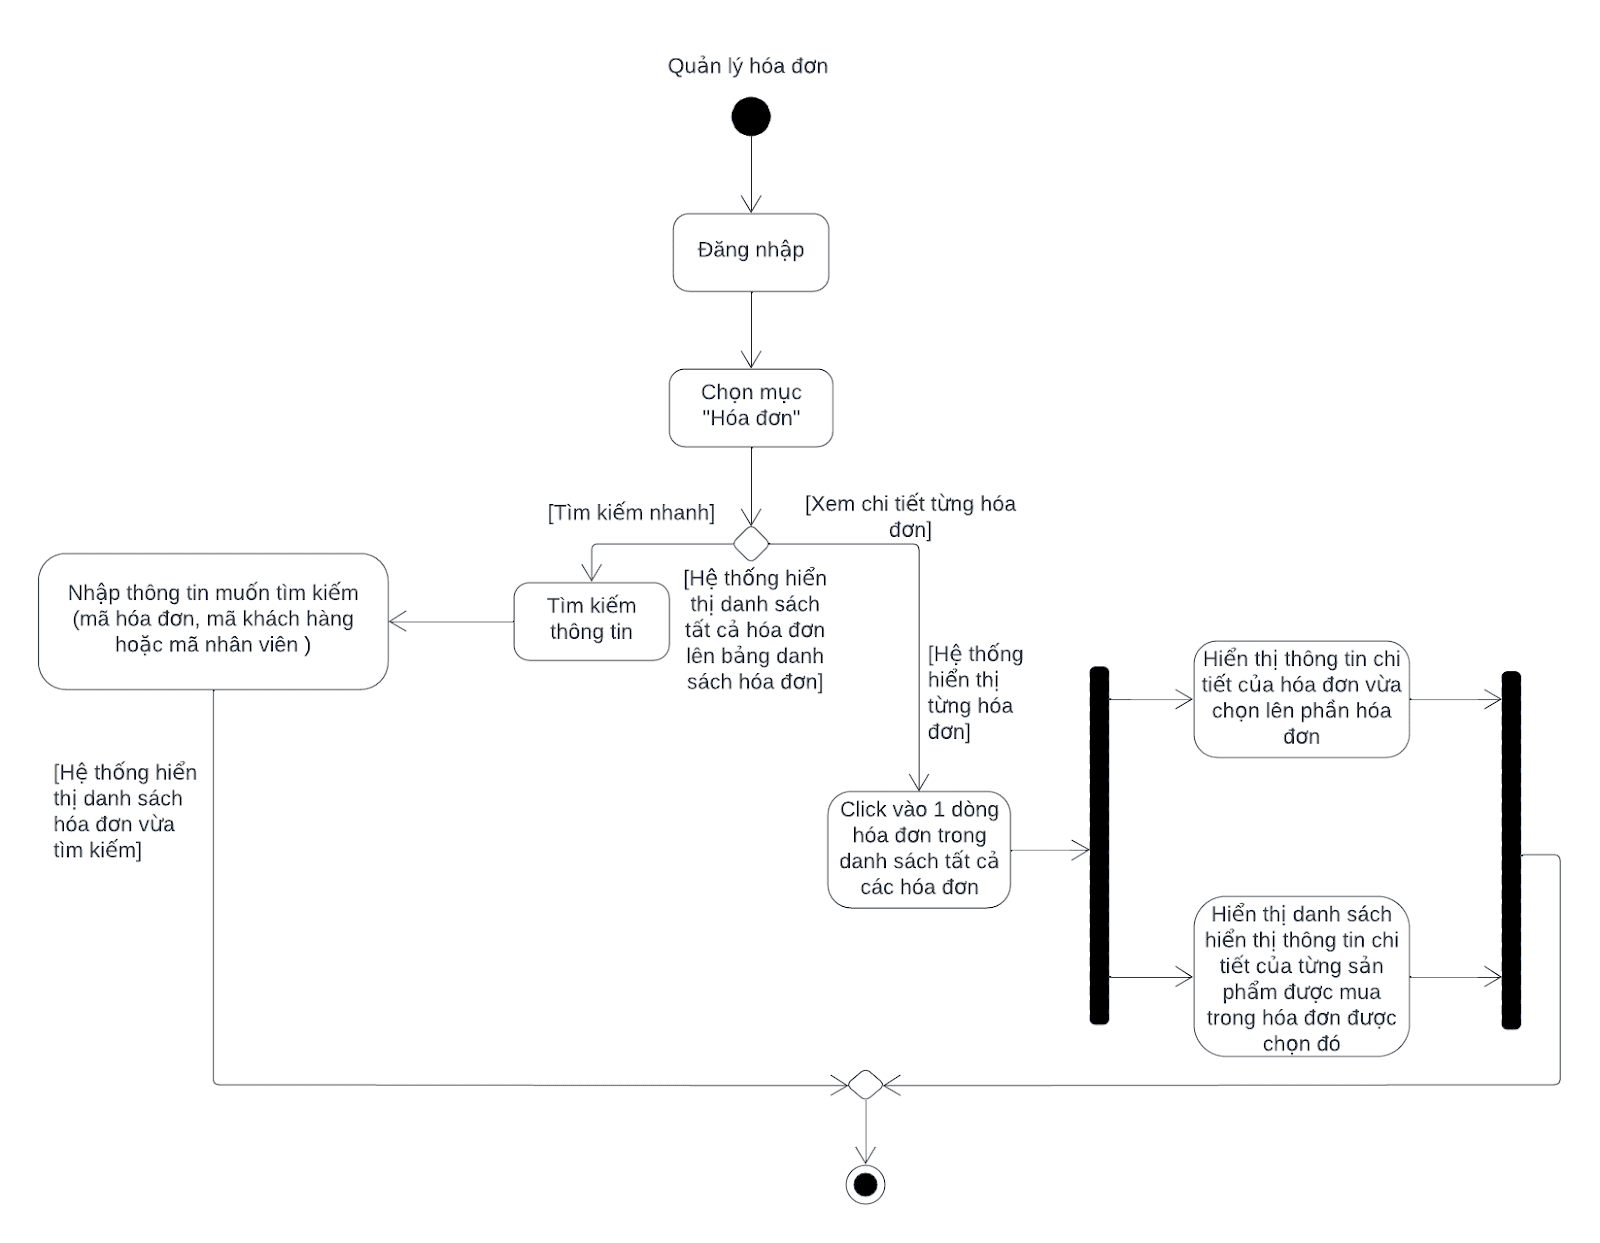 Quản lý hóa đơn
Đăng nhập
Chọn mục
"Hóa đơn"
[Tìm kiếm nhanh]
[Xem chi tiết từng hóa
đơn]
Nhập thông tin muốn tìm kiếm
(mã hóa đơn, mã khách hàng
hoặc mã nhân viên )
Tìm kiếm
thông tin
[Hệ thống hiển
thị danh sách
tất cả hóa đơn
lên bảng danh
sách hóa đơn]
[Hệ thống
hiển thị
từng hóa
đơn]
Hiển thị thông tin chi
tiết của hóa đơn vừa
chọn lên phần hóa
đơn
[Hệ thống hiển
thị danh sách
hóa đơn vừa
tìm kiếm]
Click vào 1 dòng
hóa đơn trong
danh sách tất cả
các hóa đơn
Hiển thị danh sách
hiển thị thông tin chi
tiết của từng sản
phẩm được mua
trong hóa đơn được
chọn đó